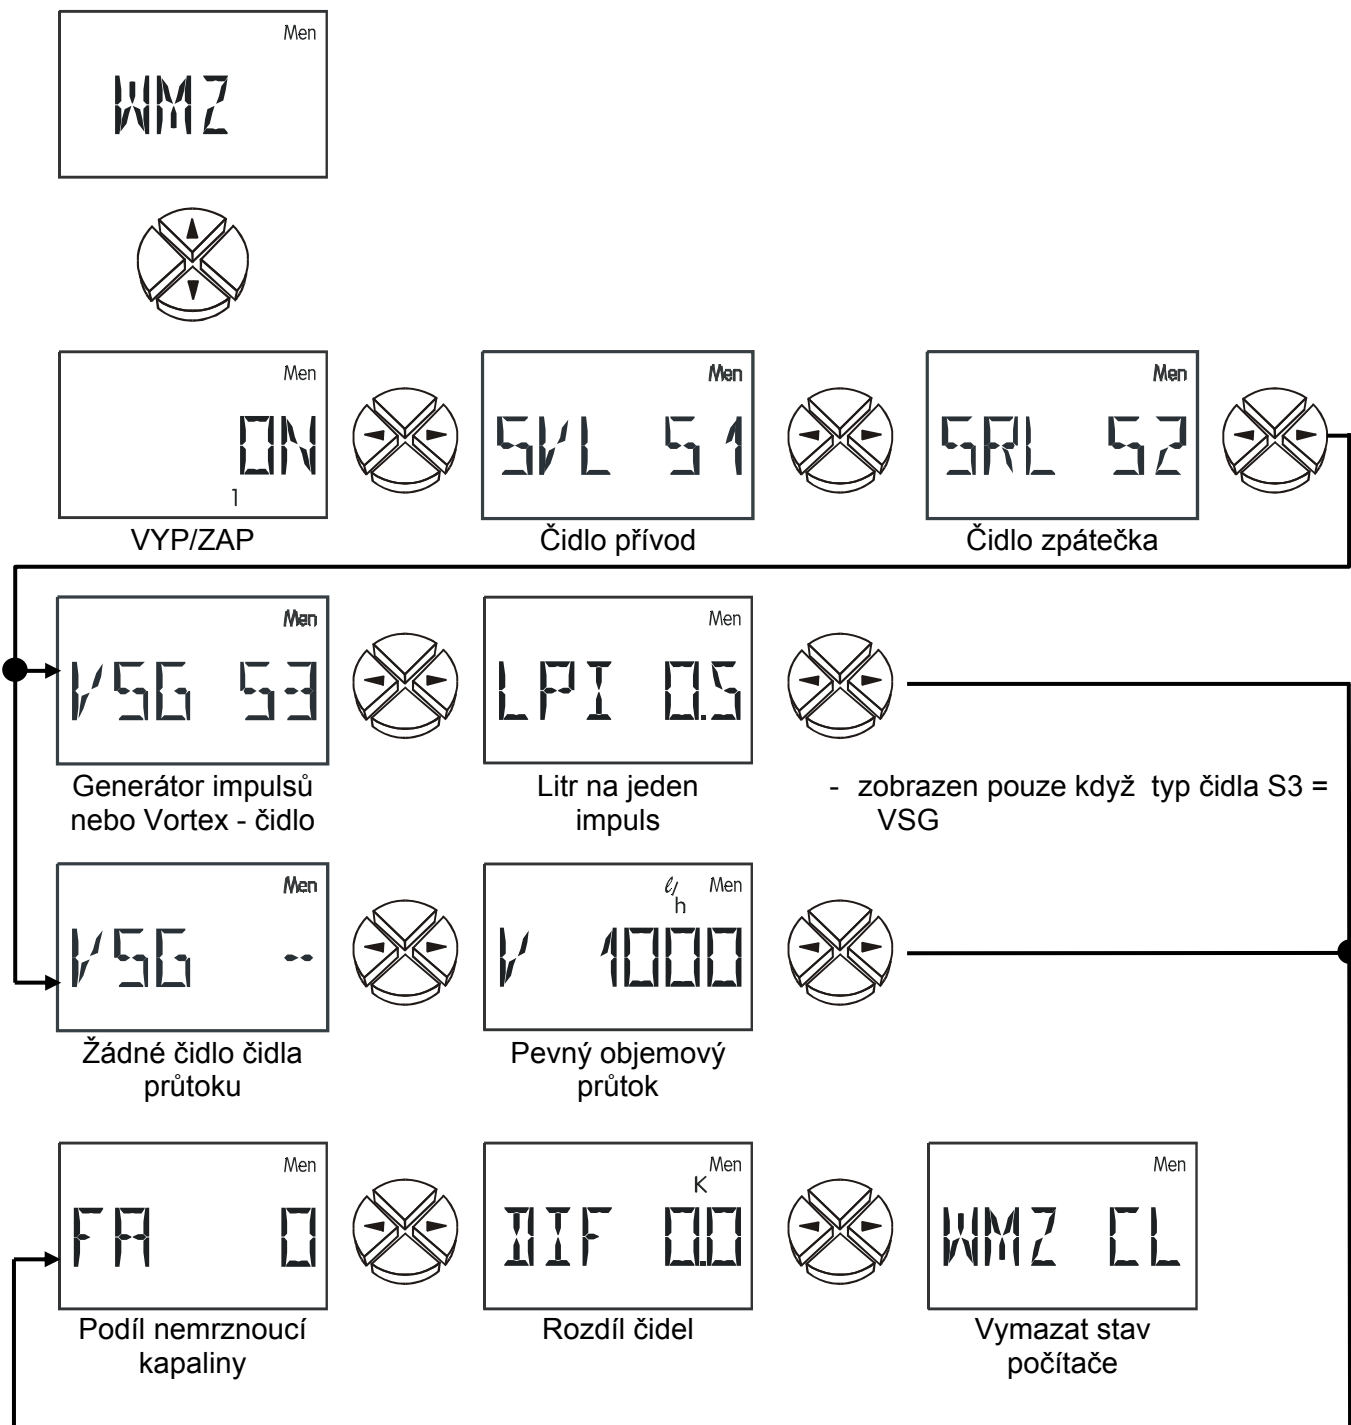 Men
WMZ
Men
ON
1
VYP/ZAP
Men
SVL S1
Čidlo přívod
Men
SRL S2
Čidlo zpátečka
Men
VSG S3
Generátor impulsů
nebo Vortex - čidlo
Men
LPI 0.5
Litr na jeden
impuls
- zobrazen pouze když typ čidla S3 =
VSG
Men
VSG --
Žádné čidlo čidla
průtoku
l/h Men
V 1000
Pevný objemový
průtok
Men
FA 0
Podíl nemrznoucí
kapaliny
Men
K
DIF 0.0
Rozdíl čidel
Men
WMZ CL
Vymazat stav
počítače